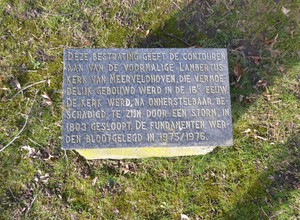 DEZE BESTRATING GEEFT DE CONTOUREN
AAN VAN DE VOORMALIGE LAMBERTUS
KERK VAN MEERVELDHOVEN, DIE VERMOE
DELIJK GEBOUWD WERD IN DE 16E EEUW
DE KERK WERD, NA ONHERSTELBAAR BE-
SCHADIGD TE ZIJN DOOR EEN STORM, IN
1803 GESLOOPT. DE FUNDAMENTEN WER-
DEN BLOOTGELEGD IN 1975/1976.